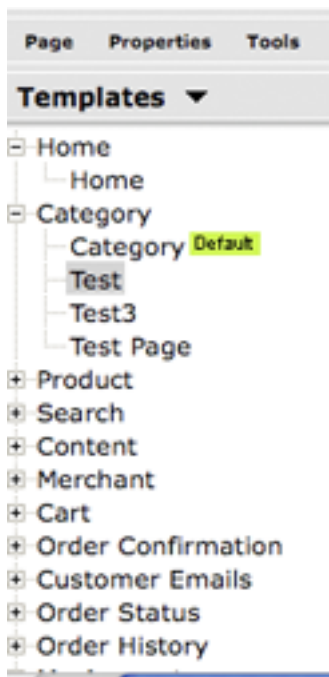 Page Properties Tools
Templates
Home
Home
Category
Category Default
Test
Test3
Test Page
Product
Search
Content
Merchant
Cart
Order Confirmation
Customer Emails
Order Status
Order History